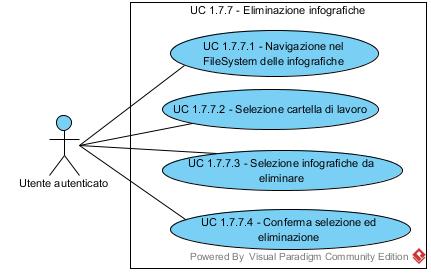 UC 1.7.7 - Eliminazione infografiche
UC 1.7.7.1 - Navigazione nel
FileSystem delle infografiche
UC 1.7.7.2 - Selezione cartella di lavoro
UC 1.7.7.3 - Selezione infografiche da
eliminare
Utente autenticato
UC 1.7.7.4 - Conferma selezione ed
eliminazione
Powered By Visual Paradigm Community Edition